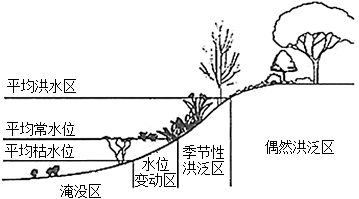 平均洪水区
平均常水位
平均枯水位
淹没区
水位
变动区
季节性
洪泛区
偶然洪泛区